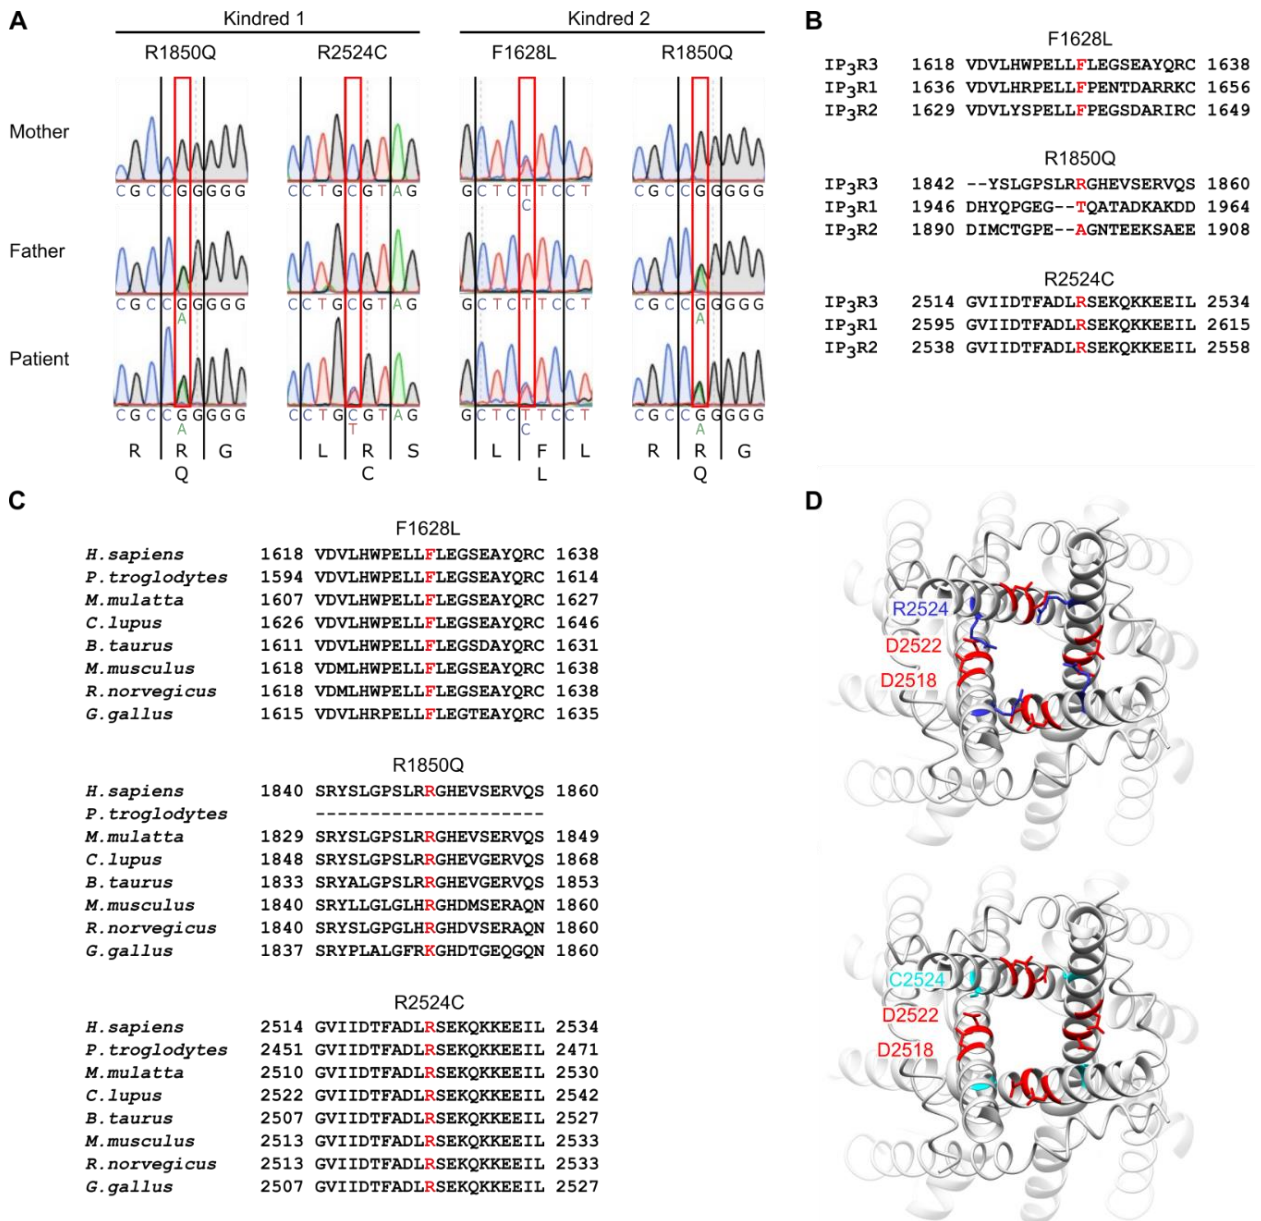 A
Kindred 1
Kindred 2
R1850Q
R2524C
F1628L
R1850Q
Mother
CGCCGGGGG
CCTGCGTAG
GCTCTTCCT
C
CGCCGGGGG
Father
CGCCGGGGG
A
CCTGCGTAG
GCTCTTCCT
CGCCGGGGG
A
Patient
CGCCGGGGG
A
CCTGCGTAG
T
GCTCTTCCT
C
CGCCGGGGG
A
R R G
L R S
L F L
R R G
Q
C
L
Q
B
F1628L
IP3R3 1618 VDVLHWPELLFLEGSEAYQRC 1638
IP3R1 1636 VDVLHRPELLFPENTDARRKC 1656
IP3R2 1629 VDVLYSPELLFPEGSDARIRC 1649
R1850Q
IP3R3 1842 --YSLGPSLRRGHEVSERVQS 1860
IP3R1 1946 DHYQPGEG--TQATADKAKDD 1964
IP3R2 1890 DIMCTGPE--AGNTEEKSAEE 1908
R2524C
IP3R3 2514 GVIIDTFADLRSEKQKKEEIL 2534
IP3R1 2595 GVIIDTFADLRSEKQKKEEIL 2615
IP3R2 2538 GVIIDTFADLRSEKQKKEEIL 2558
C
F1628L
H.sapiens 1618 VDVLHWPELLFLEGSEAYQRC 1638
P.troglodytes 1594 VDVLHWPELLFLEGSEAYQRC 1614
M.mulatta 1607 VDVLHWPELLFLEGSEAYQRC 1627
C.lupus 1626 VDVLHWPELLFLEGSEAYQRC 1646
B.taurus 1611 VDVLHWPELLFLEGSDAYQRC 1631
M.musculus 1618 VDMLHWPELLFLEGSEAYQRC 1638
R.norvegicus 1618 VDMLHWPELLFLEGSEAYQRC 1638
G.gallus 1615 VDVLHRPELLFLEGTEAYQRC 1635
R1850Q
H.sapiens 1840 SRYSLGPSLRRGHEVSERVQS 1860
P.troglodytes ---------------------
M.mulatta 1829 SRYSLGPSLRRGHEVSERVQS 1849
C.lupus 1848 SRYSLGPSLRRGHEVGERVQS 1868
B.taurus 1833 SRYALGPSLRRGHEVGERVQS 1853
M.musculus 1840 SRYLLGLGLHRGHDMSERAQN 1860
R.norvegicus 1840 SRYSLGPGLHRGHDVSERAQN 1860
G.gallus 1837 SRYPLALGFRKGHDTGEQGQN 1860
R2524C
H.sapiens 2514 GVIIDTFADLRSEKQKKEEIL 2534
P.troglodytes 2451 GVIIDTFADLRSEKQKKEEIL 2471
M.mulatta 2510 GVIIDTFADLRSEKQKKEEIL 2530
C.lupus 2522 GVIIDTFADLRSEKQKKEEIL 2542
B.taurus 2507 GVIIDTFADLRSEKQKKEEIL 2527
M.musculus 2513 GVIIDTFADLRSEKQKKEEIL 2533
R.norvegicus 2513 GVIIDTFADLRSEKQKKEEIL 2533
G.gallus 2507 GVIIDTFADLRSEKQKKEEIL 2527
D
R2524
D2522
D2518
C2524
D2522
D2518